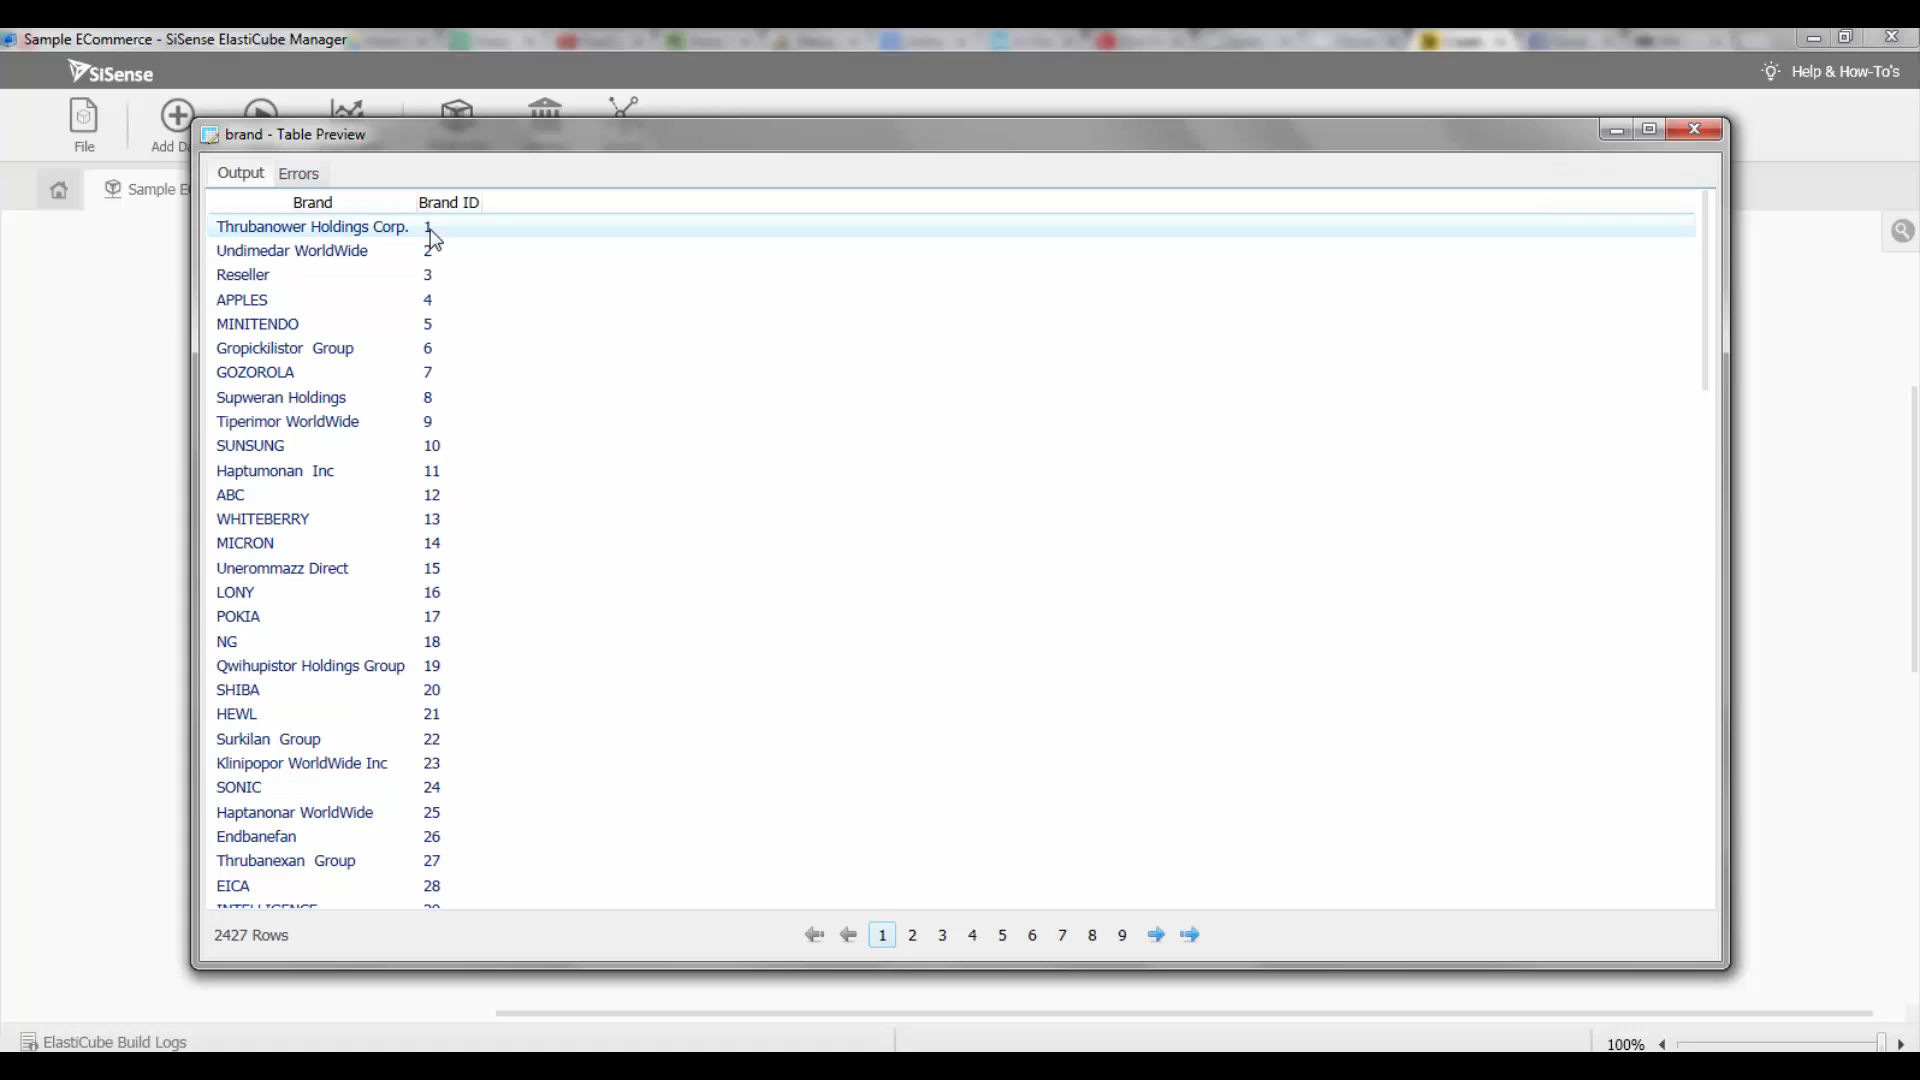 Sample ECommerce - SiSense ElastiCube Manager
SiSense
Help & How-To's
File
Add Da
brand - Table Preview
Output Errors
Sample E
Brand Brand ID
Thrubanower Holdings Corp. 1
Undimedar WorldWide 2
Reseller 3
APPLES 4
MINITENDO 5
Gropickilistor Group 6
GOZOROLA 7
Supweran Holdings 8
Tiperimor WorldWide 9
SUNSUNG 10
Haptumonan Inc 11
ABC 12
WHITEBERRY 13
MICRON 14
Unerommazz Direct 15
LONY 16
POKIA 17
NG 18
Qwihupistor Holdings Group 19
SHIBA 20
HEWL 21
Surkilan Group 22
Klinipopor WorldWide Inc 23
SONIC 24
Haptanonar WorldWide 25
Endbanefan 26
Thrubanexan Group 27
EICA 28
INTELLIGENCE 29
2427 Rows
1 2 3 4 5 6 7 8 9
ElastiCube Build Logs
100%